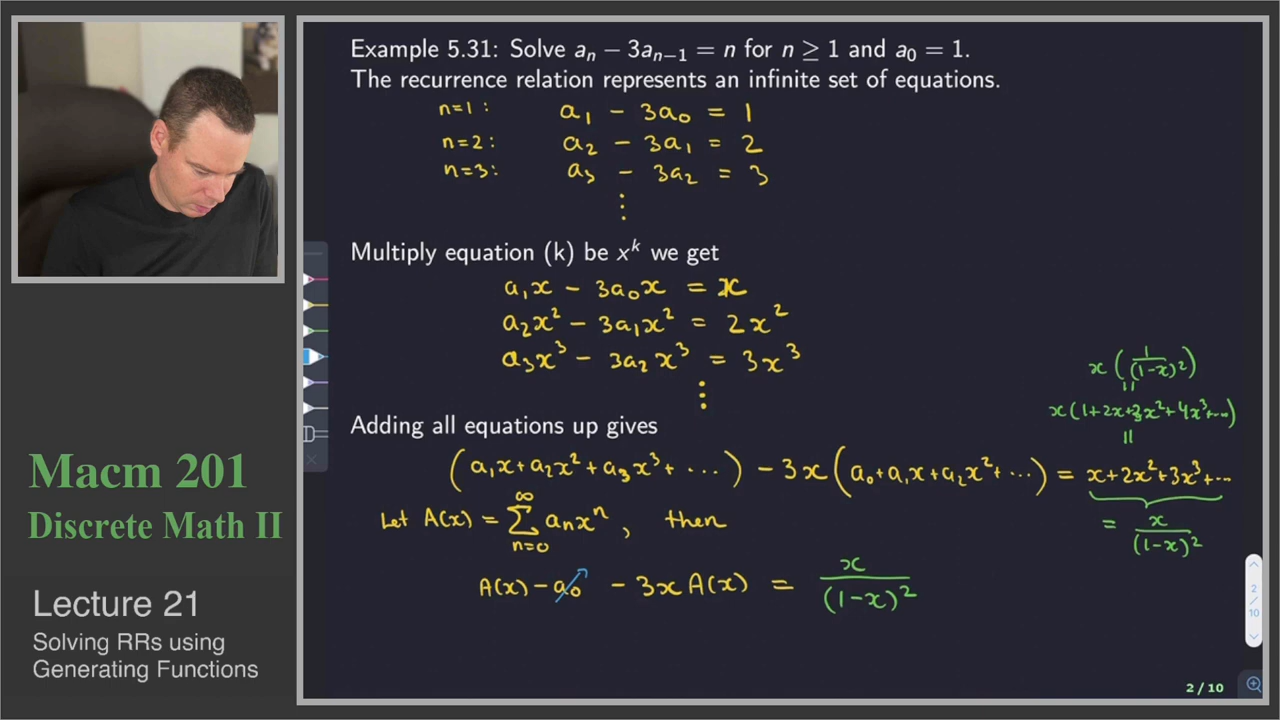 Example 5.31: Solve aₙ − 3aₙ₋₁ = n for n ≥ 1 and a₀ = 1.
The recurrence relation represents an infinite set of equations.
n=1: a₁ − 3a₀ = 1
n=2: a₂ − 3a₁ = 2
n=3: a₃ − 3a₂ = 3
⋮
Multiply equation (k) be xᵏ we get
a₁x − 3a₀x = x
a₂x² − 3a₁x² = 2x²
a₃x³ − 3a₂x³ = 3x³
⋮
x(1/(1−x)²)
=
x(1+2x+3x²+4x³+...)
=
Adding all equations up gives
(a₁x+a₂x²+a₃x³+...) − 3x(a₀+a₁x+a₂x²+...) = x+2x²+3x³+...
= x/(1−x)²
Let A(x) = ∑_{n=0}^{∞} aₙxⁿ, then
A(x) − a₀ − 3xA(x) = x/(1−x)²
Macm 201
Discrete Math II
Lecture 21
Solving RRs using
Generating Functions
2
/
10
2 / 10